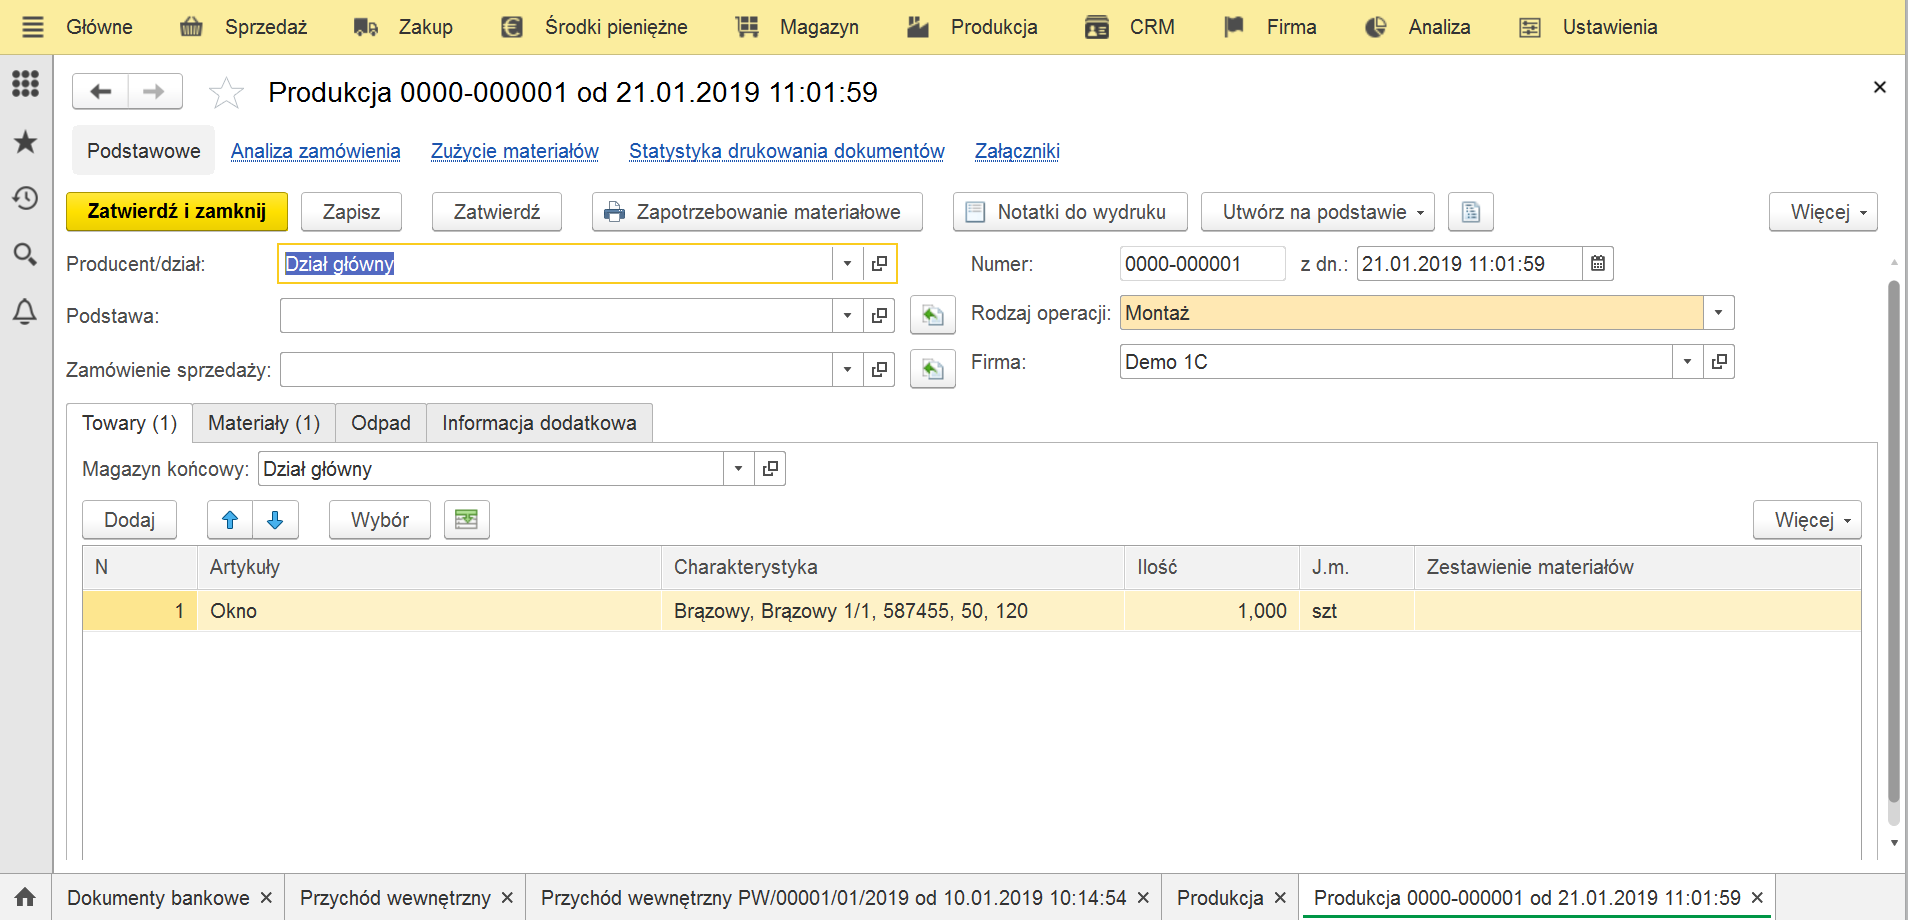 Główne Sprzedaż Zakup Środki pieniężne Magazyn Produkcja CRM Firma Analiza Ustawienia
Produkcja 0000-000001 od 21.01.2019 11:01:59
Podstawowe Analiza zamówienia Zużycie materiałów Statystyka drukowania dokumentów Załączniki
Zatwierdź i zamknij Zapisz Zatwierdź Zapotrzebowanie materiałowe Notatki do wydruku Utwórz na podstawie Więcej
Producent/dział: Dział główny Numer: 0000-000001 z dn.: 21.01.2019 11:01:59
Podstawa: Rodzaj operacji: Montaż
Zamówienie sprzedaży: Firma: Demo 1C
Towary (1) Materiały (1) Odpad Informacja dodatkowa
Magazyn końcowy: Dział główny
Dodaj Wybór Więcej
N Artykuły Charakterystyka Ilość J.m. Zestawienie materiałów
1 Okno Brązowy, Brązowy 1/1, 587455, 50, 120 1,000 szt
Dokumenty bankowe Przychód wewnętrzny Przychód wewnętrzny PW/00001/01/2019 od 10.01.2019 10:14:54 Produkcja Produkcja 0000-000001 od 21.01.2019 11:01:59